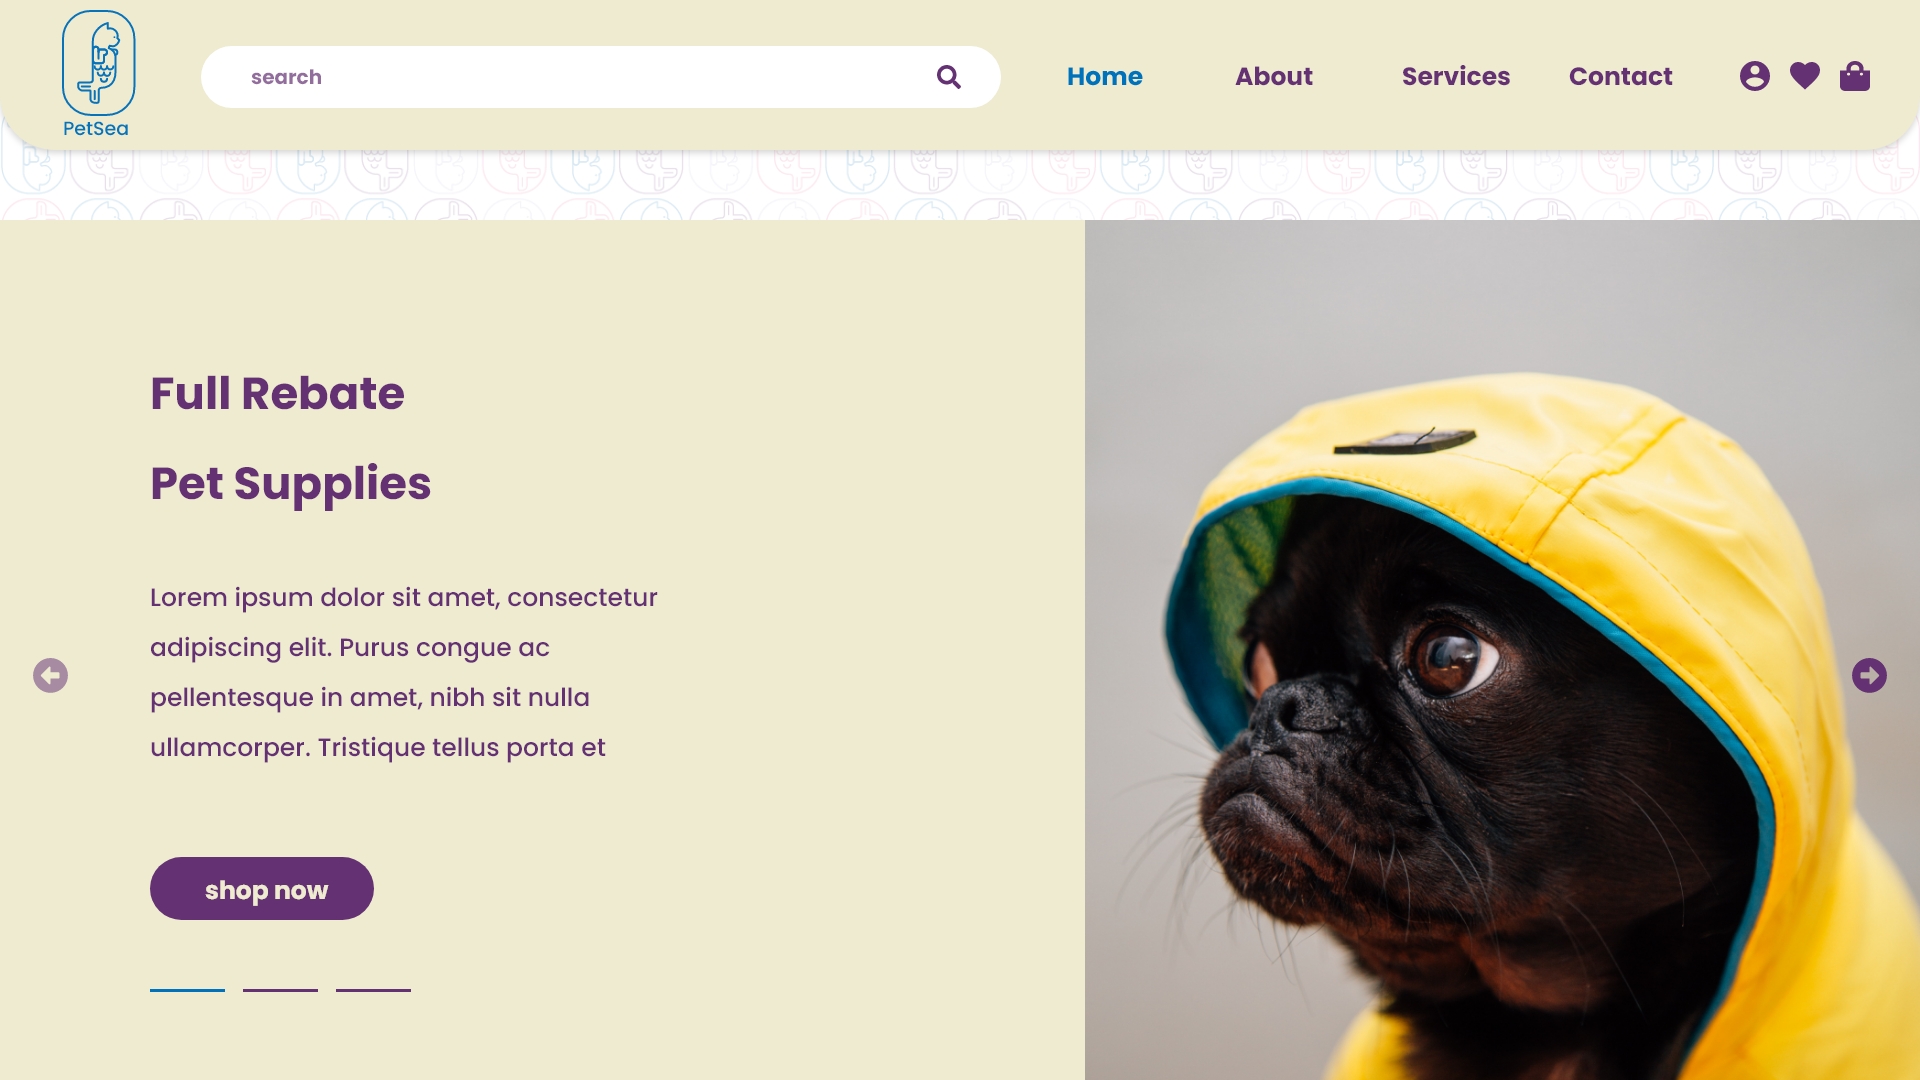 PetSea
search
Home
About
Services
Contact
Full Rebate
Pet Supplies
Lorem ipsum dolor sit amet, consectetur
adipiscing elit. Purus congue ac
pellentesque in amet, nibh sit nulla
ullamcorper. Tristique tellus porta et
shop now